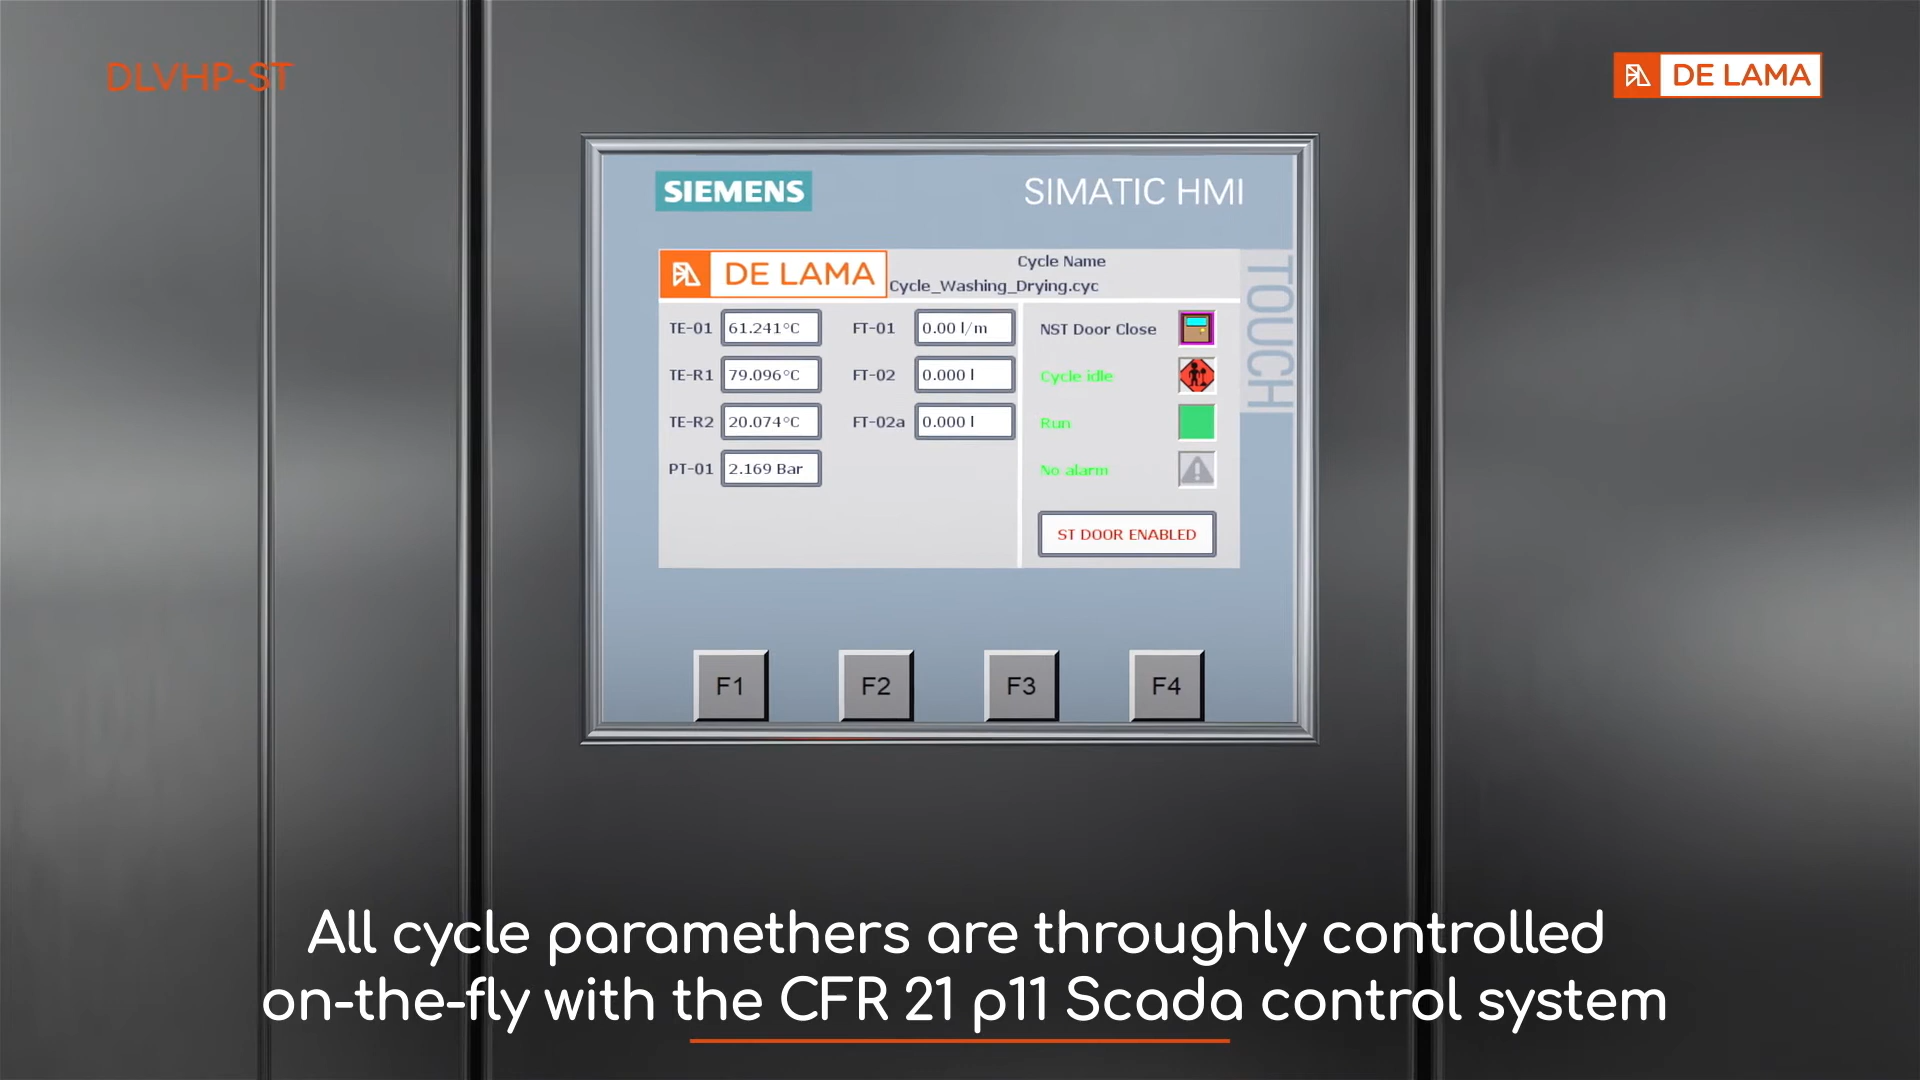 DLVHP-ST
DE LAMA
SIEMENS
SIMATIC HMI
TOUCH
DE LAMA
Cycle Name
Cycle_Washing_Drying.cyc
TE-01 61.241°C FT-01 0.00 l/m NST Door Close
TE-R1 79.096°C FT-02 0.000 l Cycle idle
TE-R2 20.074°C FT-02a 0.000 l Run
PT-01 2.169 Bar No alarm
ST DOOR ENABLED
F1 F2 F3 F4
All cycle paramethers are throughly controlled
on-the-fly with the CFR 21 p11 Scada control system